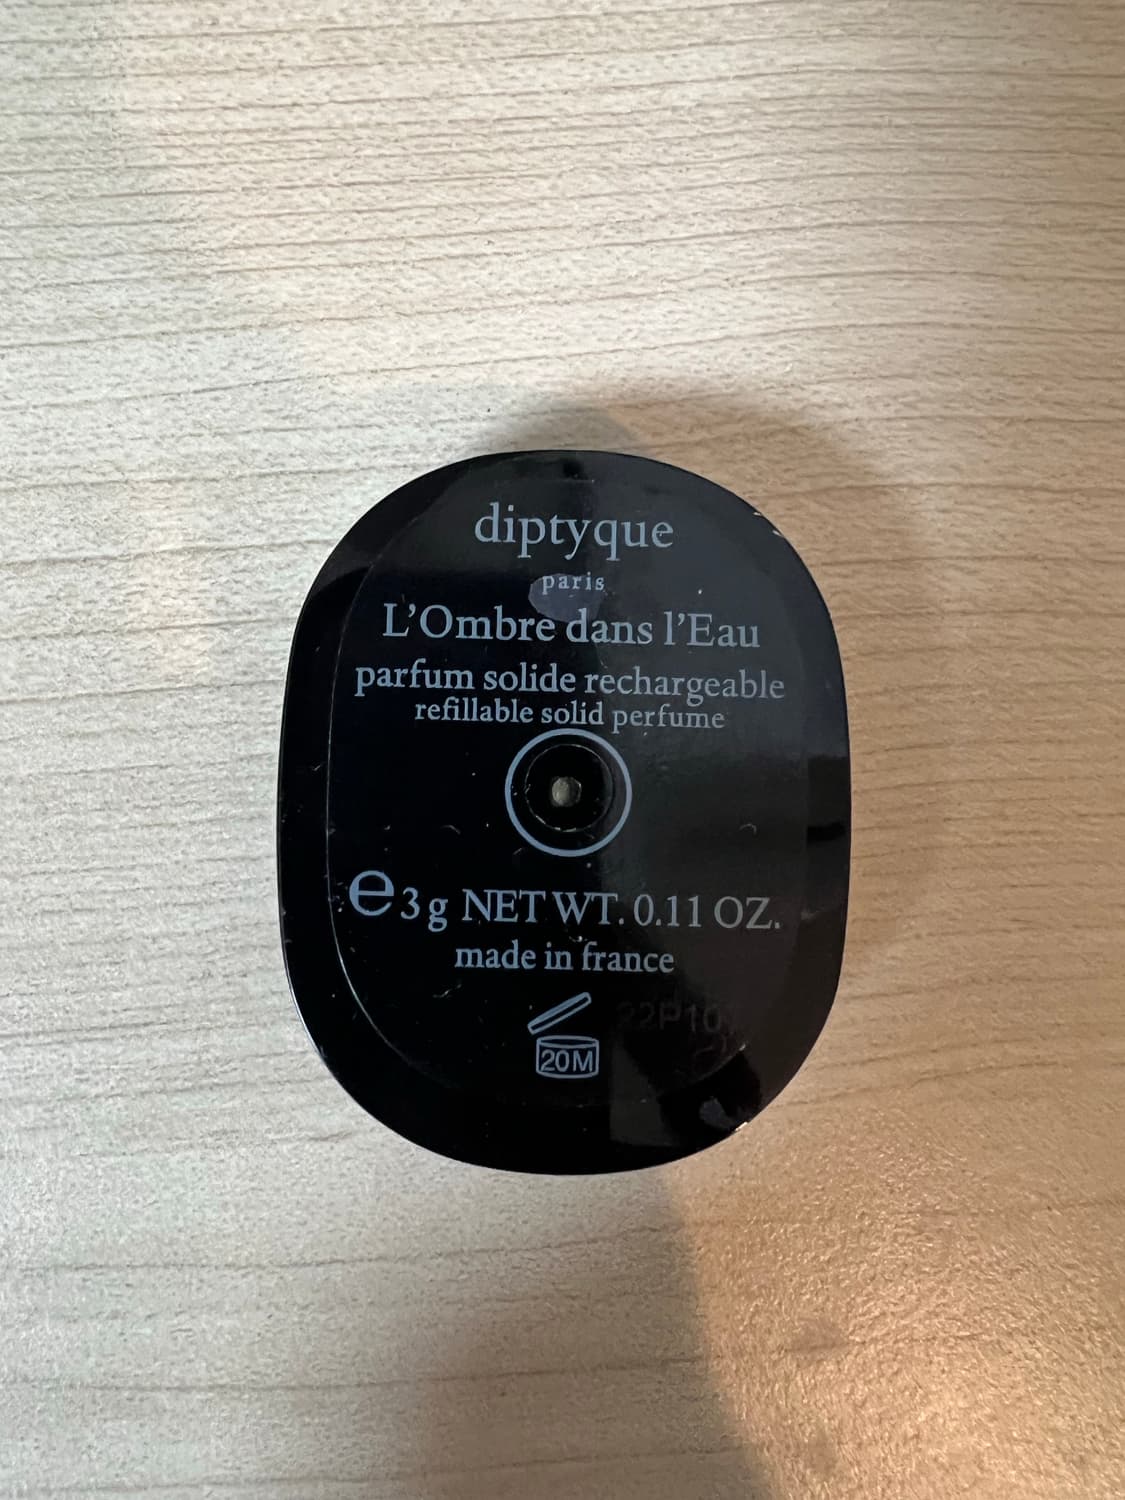 diptyque
paris
L'Ombre dans l'Eau
parfum solide rechargeable
refillable solid perfume
e 3 g NET WT. 0.11 OZ.
made in france
20M